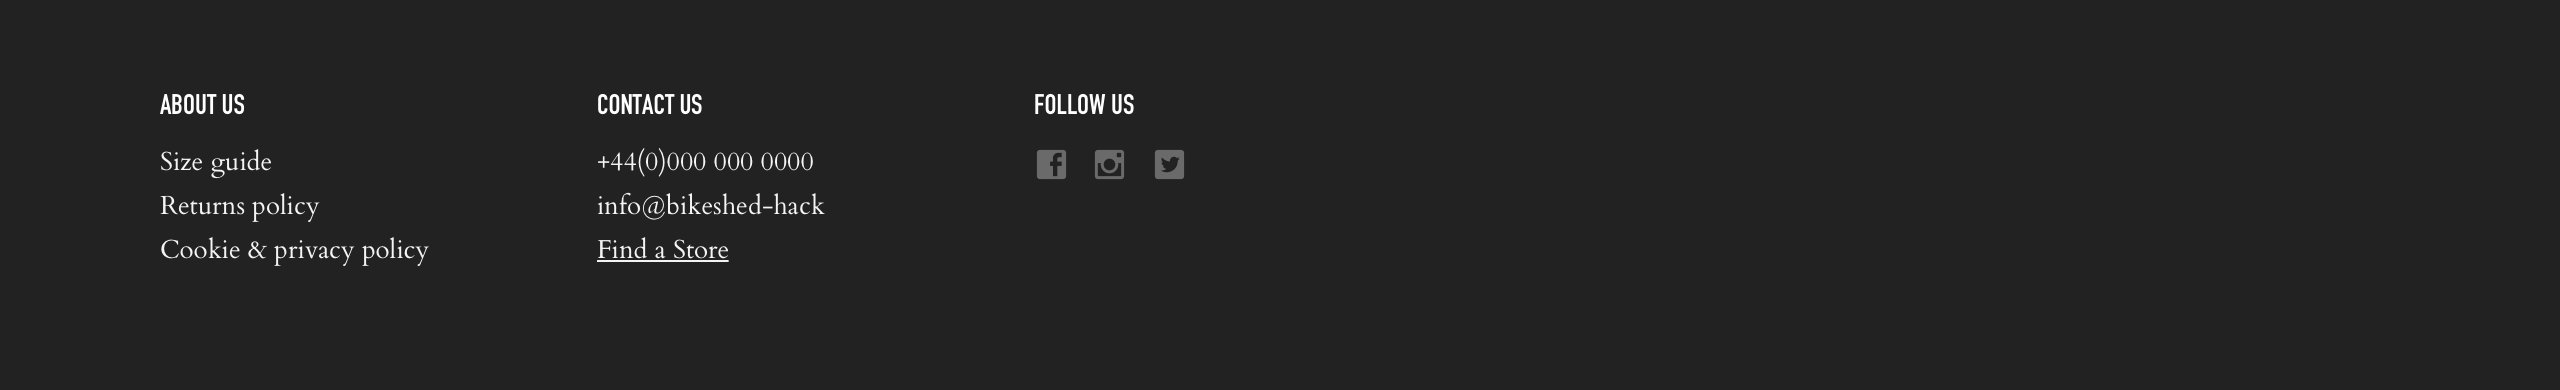 ABOUT US
Size guide
Returns policy
Cookie & privacy policy
CONTACT US
+44(0)000 000 0000
info@bikeshed-hack
Find a Store
FOLLOW US